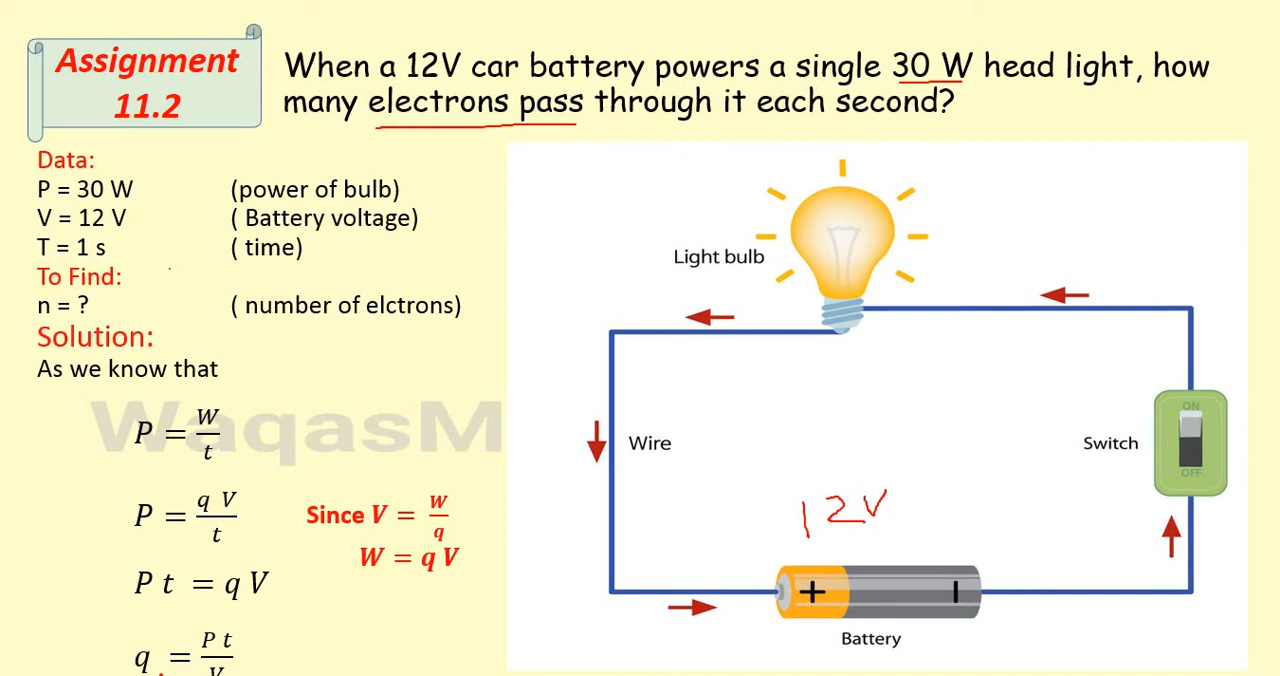 Assignment
11.2
When a 12V car battery powers a single 30 W head light, how
many electrons pass through it each second?
Data:
P = 30 W (power of bulb)
V = 12 V ( Battery voltage)
T = 1 s ( time)
To Find:
n = ? ( number of elctrons)
Solution:
As we know that
P = W/t
P = q V/t
Since V = W/q
W = q V
P t = q V
q = P t/V
WaqasM
Light bulb
Wire
Switch
ON
OFF
12V
+ −
Battery